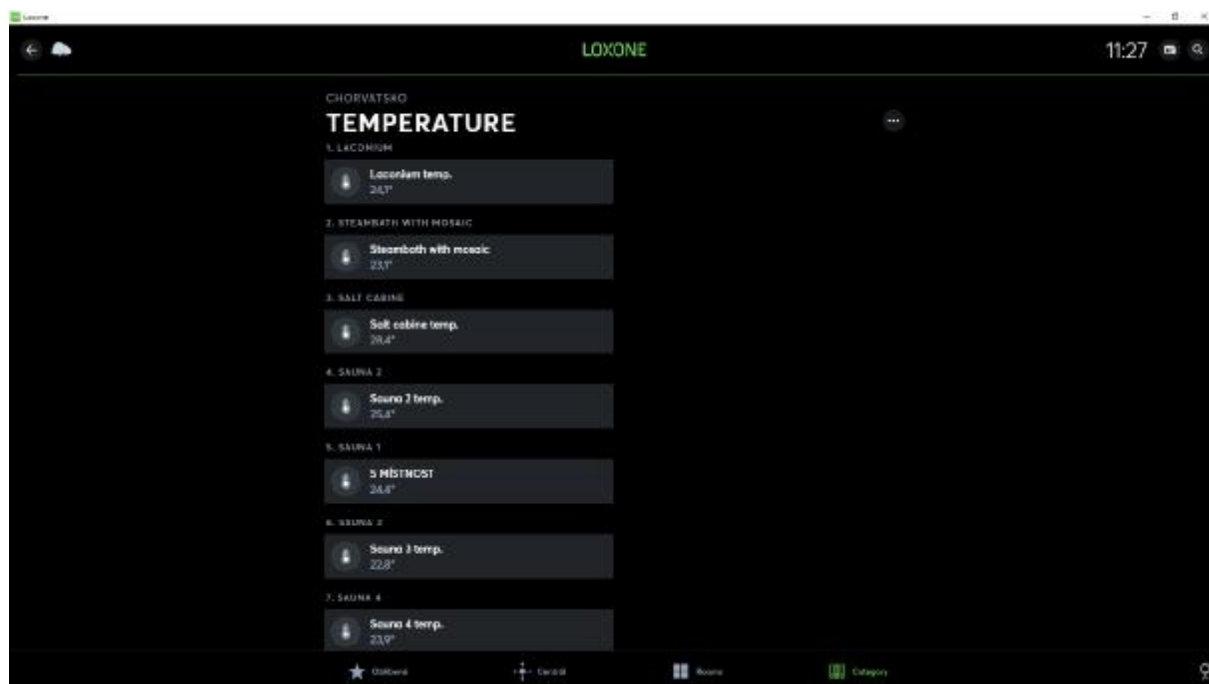 Loxone
LOXONE
11:27
CHORVATSKO
TEMPERATURE
1. LACONIUM
Laconium temp.
24,1°
2. STEAMBATH WITH MOSAIC
Steambath with mosaic
23,1°
3. SALT CABINE
Salt cabine temp.
28,4°
4. SAUNA 2
Sauna 2 temp.
25,4°
5. SAUNA 1
5 MÍSTNOST
24,4°
6. SAUNA 3
Sauna 3 temp.
22,8°
7. SAUNA 4
Sauna 4 temp.
23,9°
Oblíbené
Central
Rooms
Category